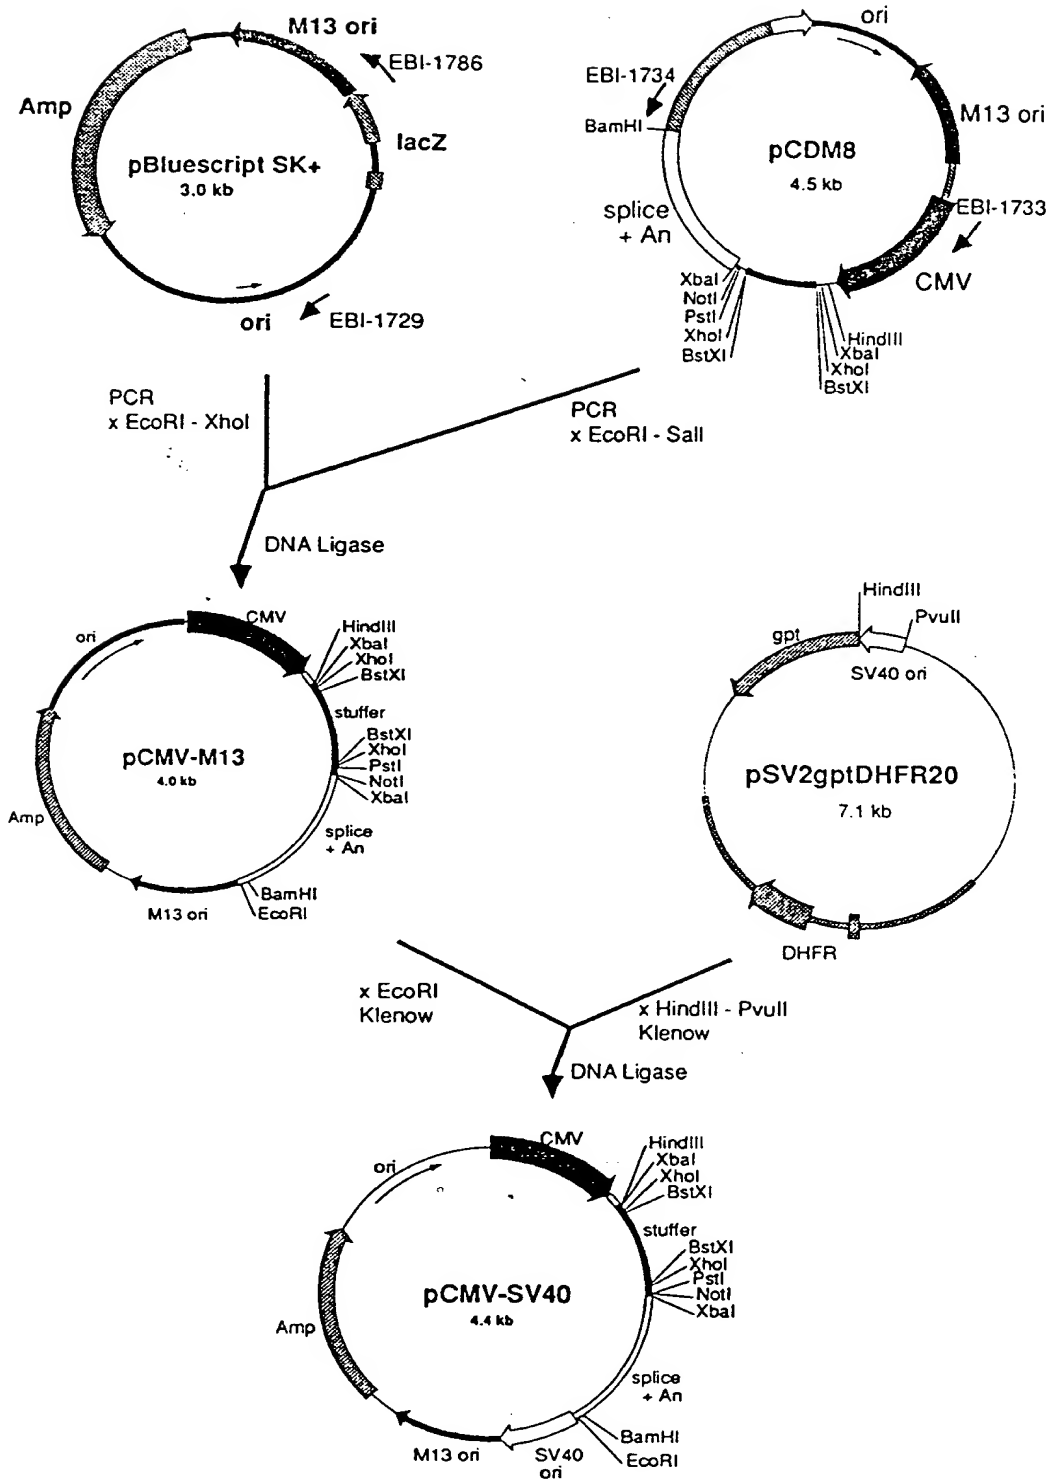 M13 ori
EBI-1786
Amp
lacZ
pBluescript SK+
3.0 kb
ori
EBI-1729
ori
EBI-1734
BamHI
M13 ori
pCDM8
4.5 kb
EBI-1733
splice
+ An
CMV
XbaI
NotI
PstI
XhoI
BstXI
HindIII
XbaI
XhoI
BstXI
PCR
x EcoRI - XhoI
PCR
x EcoRI - SalI
DNA Ligase
ori
CMV
HindIII
XbaI
XhoI
BstXI
stuffer
BstXI
XhoI
PstI
NotI
XbaI
pCMV-M13
4.0 kb
Amp
splice
+ An
BamHI
EcoRI
M13 ori
HindIII
PvuII
gpt
SV40 ori
pSV2gptDHFR20
7.1 kb
DHFR
x EcoRI
Klenow
x HindIII - PvuII
Klenow
DNA Ligase
ori
CMV
HindIII
XbaI
XhoI
BstXI
stuffer
BstXI
XhoI
PstI
NotI
XbaI
pCMV-SV40
4.4 kb
Amp
splice
+ An
BamHI
EcoRI
M13 ori
SV40
ori